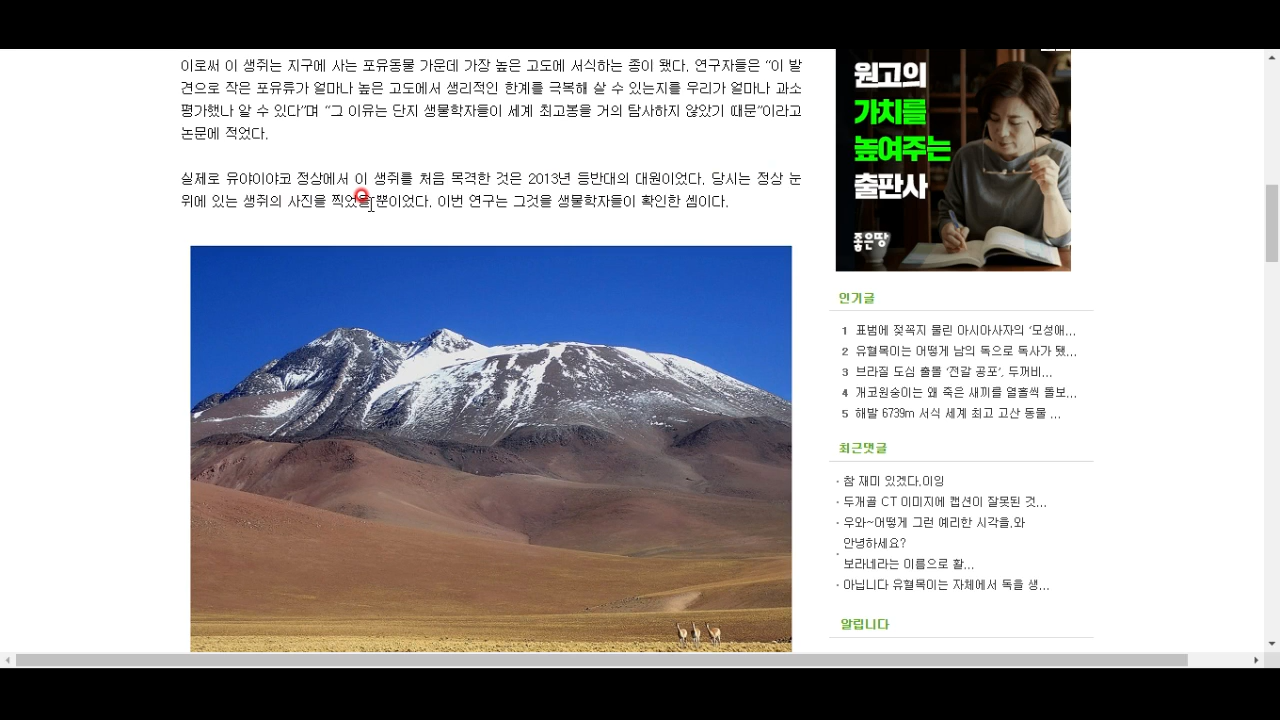 이로써 이 생쥐는 지구에 사는 포유동물 가운데 가장 높은 고도에 서식하는 종이 됐다. 연구자들은 “이 발
견으로 작은 포유류가 얼마나 높은 고도에서 생리적인 한계를 극복해 살 수 있는지를 우리가 얼마나 과소
평가했나 알 수 있다”며 “그 이유는 단지 생물학자들이 세계 최고봉을 거의 탐사하지 않았기 때문”이라고
논문에 적었다.
실제로 유야이야코 정상에서 이 생쥐를 처음 목격한 것은 2013년 등반대의 대원이었다. 당시는 정상 눈
위에 있는 생쥐의 사진을 찍었을 뿐이었다. 이번 연구는 그것을 생물학자들이 확인한 셈이다.
원고의
가치를
높여주는
출판사
좋은땅
인기글
1 표범에 젖꼭지 물린 아시아사자의 ‘모성애...
2 유혈목이는 어떻게 남의 독으로 독사가 됐...
3 브라질 도심 출몰 ‘전갈 공포’, 두꺼비...
4 개코원숭이는 왜 죽은 새끼를 열흘씩 돌보...
5 해발 6739m 서식 세계 최고 고산 동물 ...
최근댓글
· 참 재미 있겠다.이잉
· 두개골 CT 이미지에 캡션이 잘못된 것...
· 우와~어떻게 그런 예리한 시각을.와
안녕하세요?
· 보라네라는 이름으로 활...
· 아닙니다 유혈목이는 자체에서 독을 생...
알립니다